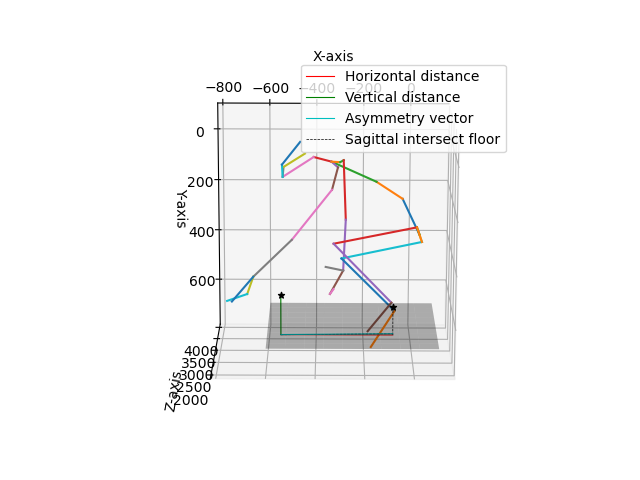 X-axis
−800 −600 −400 −200 0
Horizontal distance
Vertical distance
Asymmetry vector
Sagittal intersect floor
0
200
400
600
Y-axis
4000
3500
3000
2500
2000
Z-axis